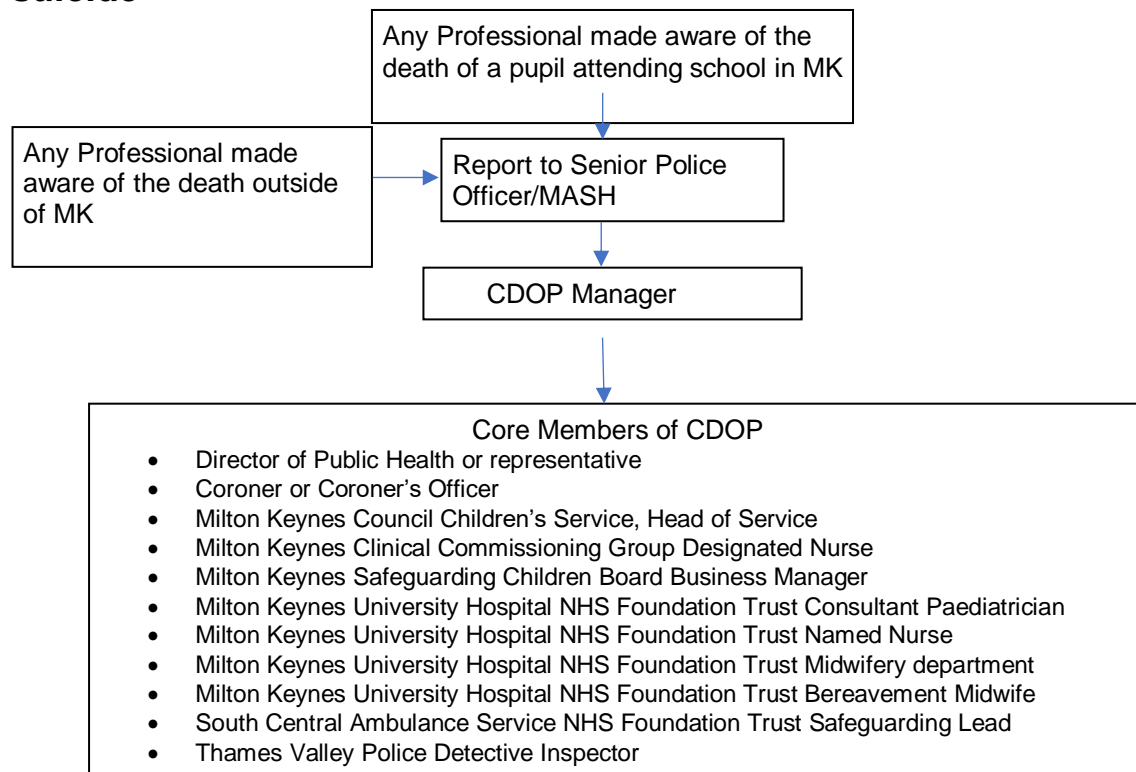 Any Professional made aware of the
death of a pupil attending school in MK
Any Professional made
aware of the death outside
of MK
Report to Senior Police
Officer/MASH
CDOP Manager
Core Members of CDOP
• Director of Public Health or representative
• Coroner or Coroner’s Officer
• Milton Keynes Council Children’s Service, Head of Service
• Milton Keynes Clinical Commissioning Group Designated Nurse
• Milton Keynes Safeguarding Children Board Business Manager
• Milton Keynes University Hospital NHS Foundation Trust Consultant Paediatrician
• Milton Keynes University Hospital NHS Foundation Trust Named Nurse
• Milton Keynes University Hospital NHS Foundation Trust Midwifery department
• Milton Keynes University Hospital NHS Foundation Trust Bereavement Midwife
• South Central Ambulance Service NHS Foundation Trust Safeguarding Lead
• Thames Valley Police Detective Inspector